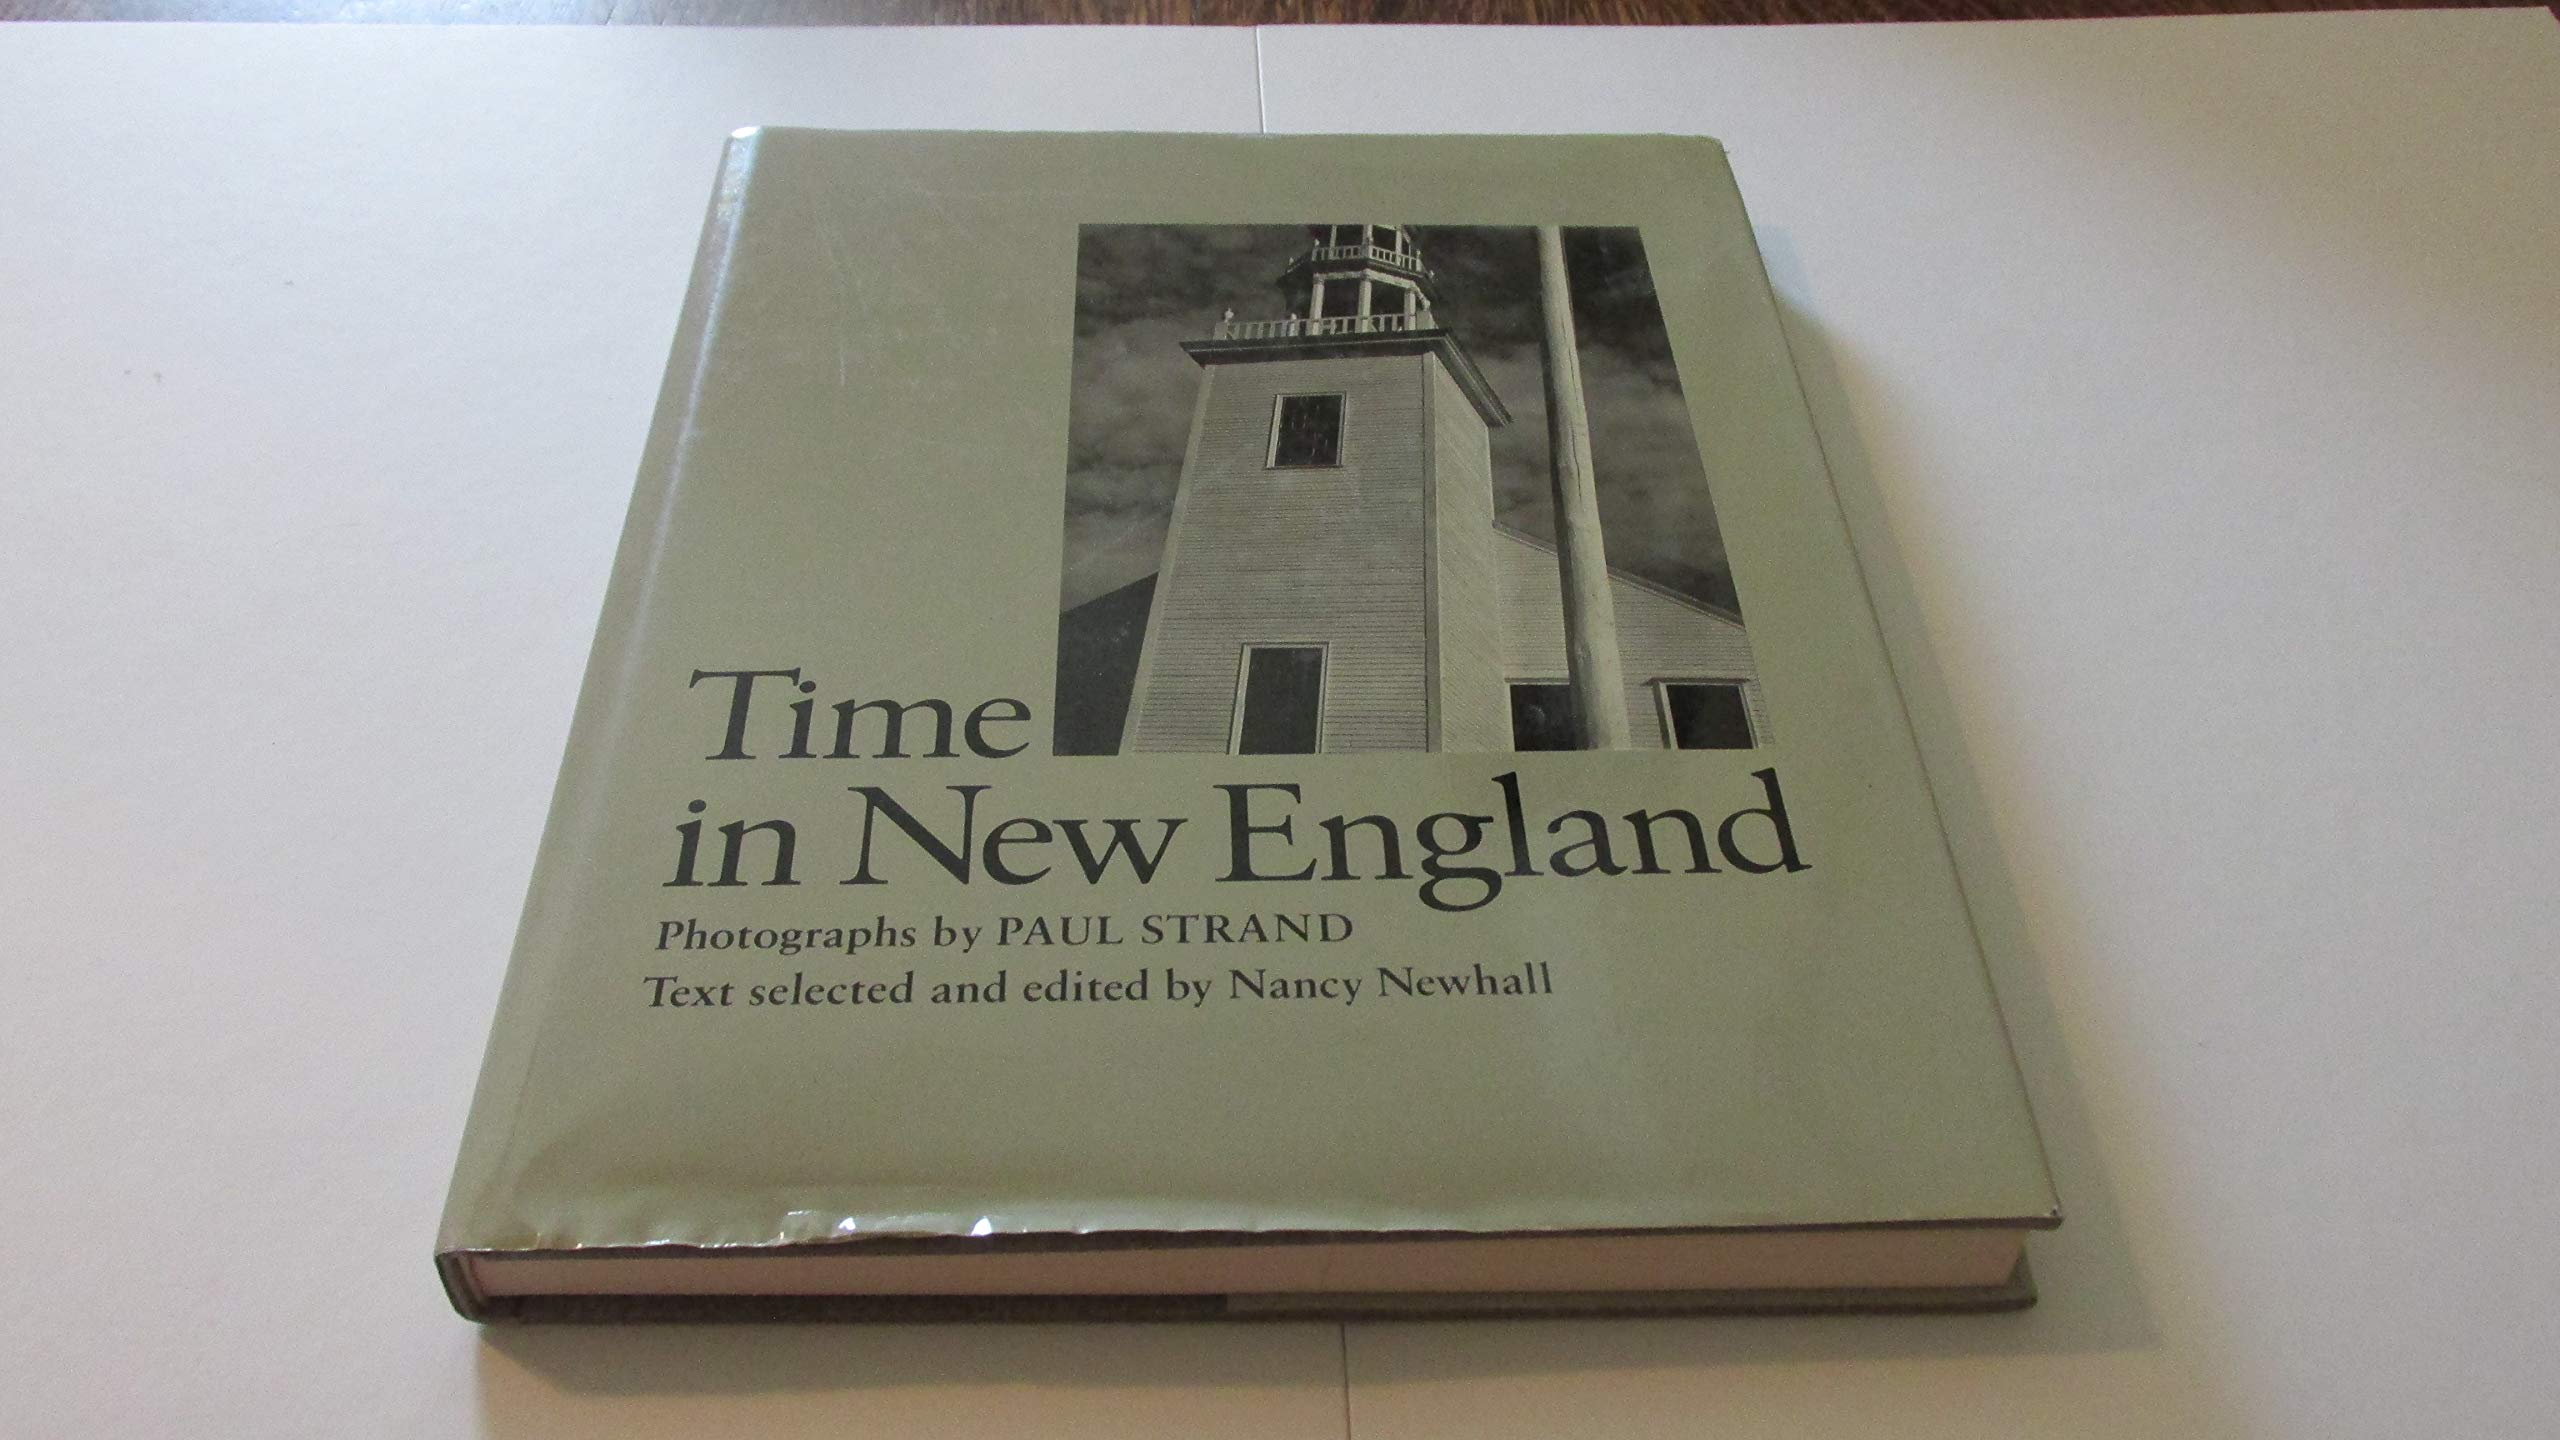 Time
in New England
Photographs by PAUL STRAND
Text selected and edited by Nancy Newhall